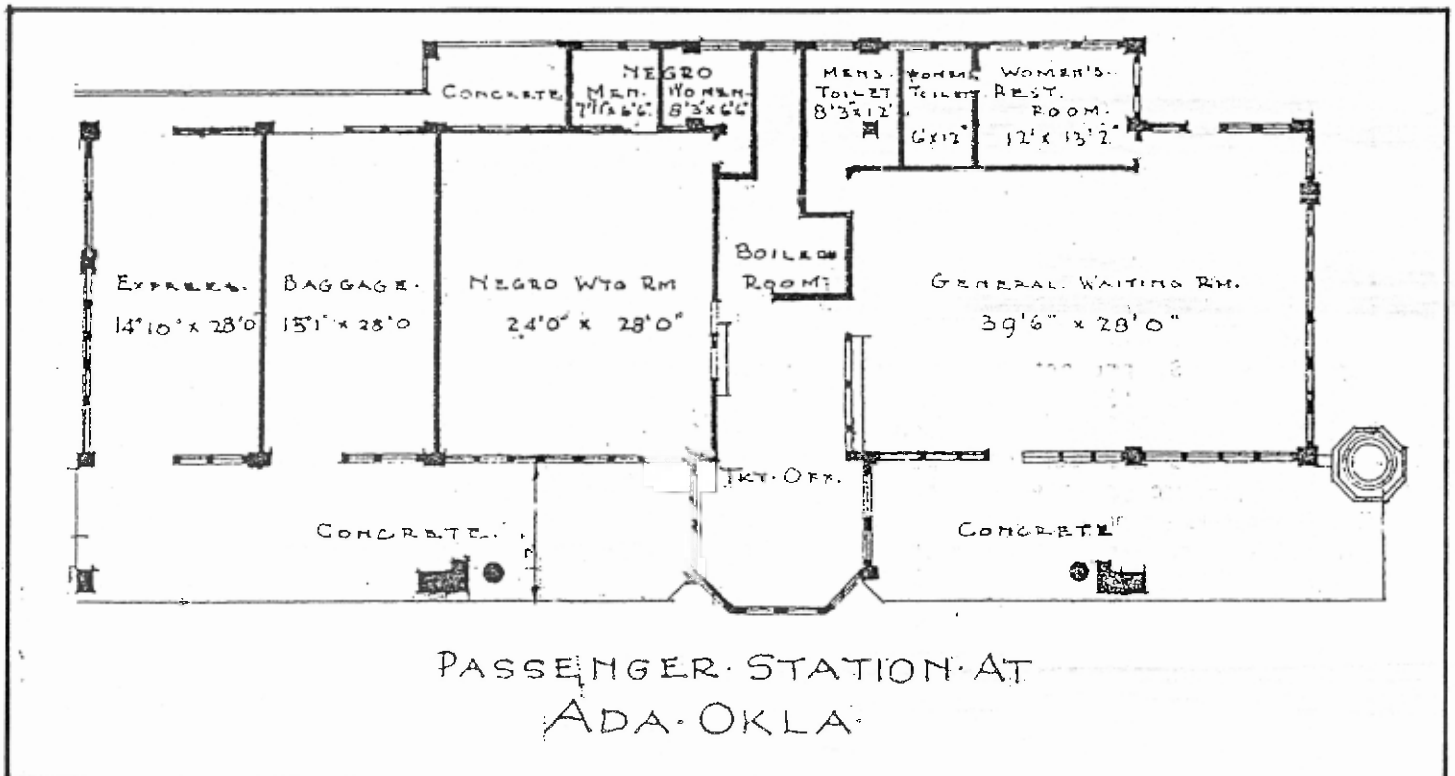 CONCRETE
NEGRO
MEN.
7'11"x6'6"
WOMEN.
8'3"x6'6"
MENS.
TOILET
8'3"x12'
WOMENS
TOILET.
6'x12'
WOMEN'S.
REST.
ROOM.
12' x 13'2"
EXPRESS.
14'10" x 28'0"
BAGGAGE.
15'1" x 28'0
NEGRO WTG RM
24'0" x 28'0"
BOILER
ROOM.
GENERAL WAITING RM.
39'6" x 28'0"
TKT. OFF.
CONCRETE.
CONCRETE
PASSENGER. STATION. AT
ADA. OKLA.